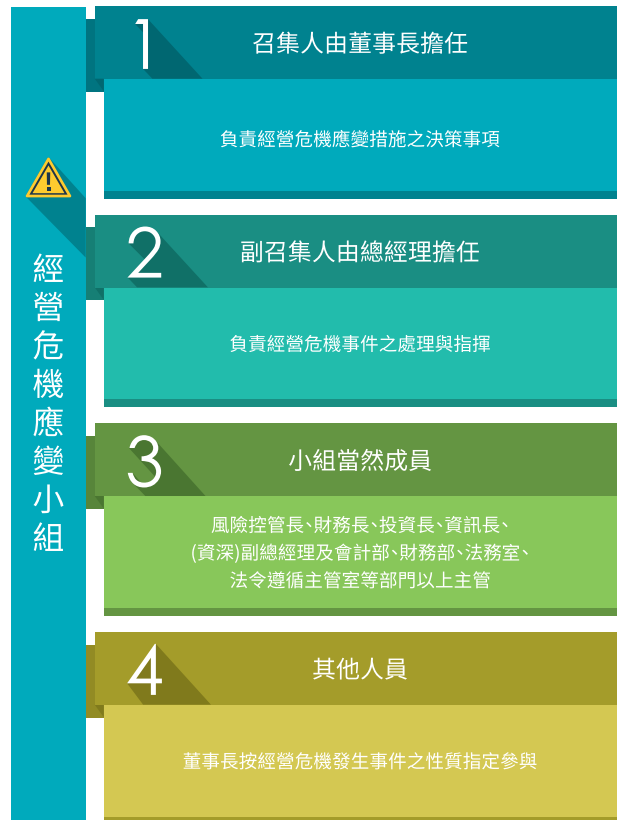 經營危機應變小組
1
召集人由董事長擔任
負責經營危機應變措施之決策事項
2
副召集人由總經理擔任
負責經營危機事件之處理與指揮
3
小組當然成員
風險控管長、財務長、投資長、資訊長、
(資深)副總經理及會計部、財務部、法務室、
法令遵循主管室等部門以上主管
4
其他人員
董事長按經營危機發生事件之性質指定參與